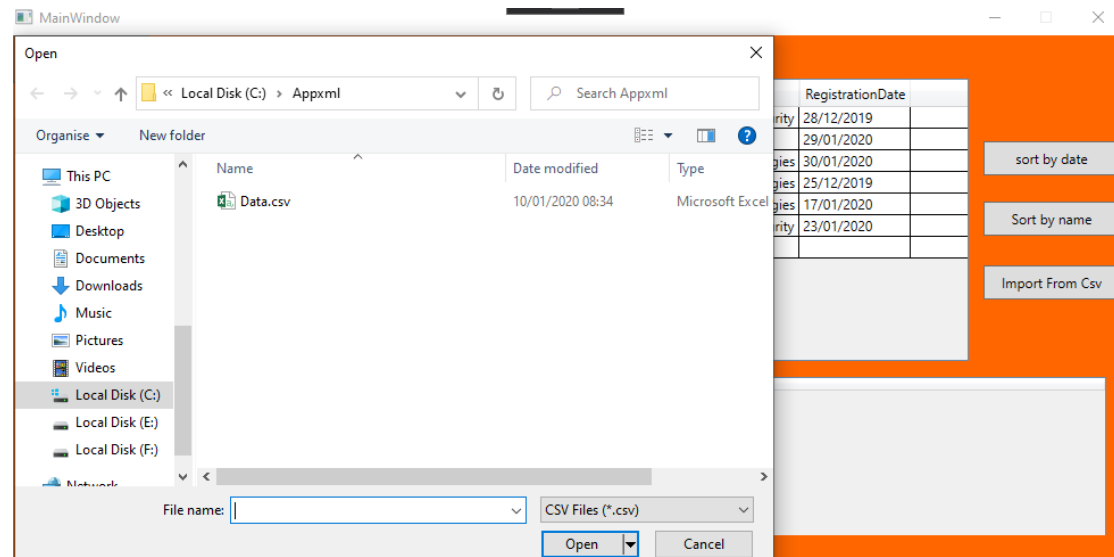 MainWindow
Open
« Local Disk (C:) › Appxml
Search Appxml
Organise
New folder
RegistrationDate
rity 28/12/2019
29/01/2020
gies 30/01/2020
gies 25/12/2019
gies 17/01/2020
rity 23/01/2020
sort by date
Sort by name
Import From Csv
Name Date modified Type
Data.csv 10/01/2020 08:34 Microsoft Excel
This PC
3D Objects
Desktop
Documents
Downloads
Music
Pictures
Videos
Local Disk (C:)
Local Disk (E:)
Local Disk (F:)
Network
File name:
CSV Files (*.csv)
Open
Cancel